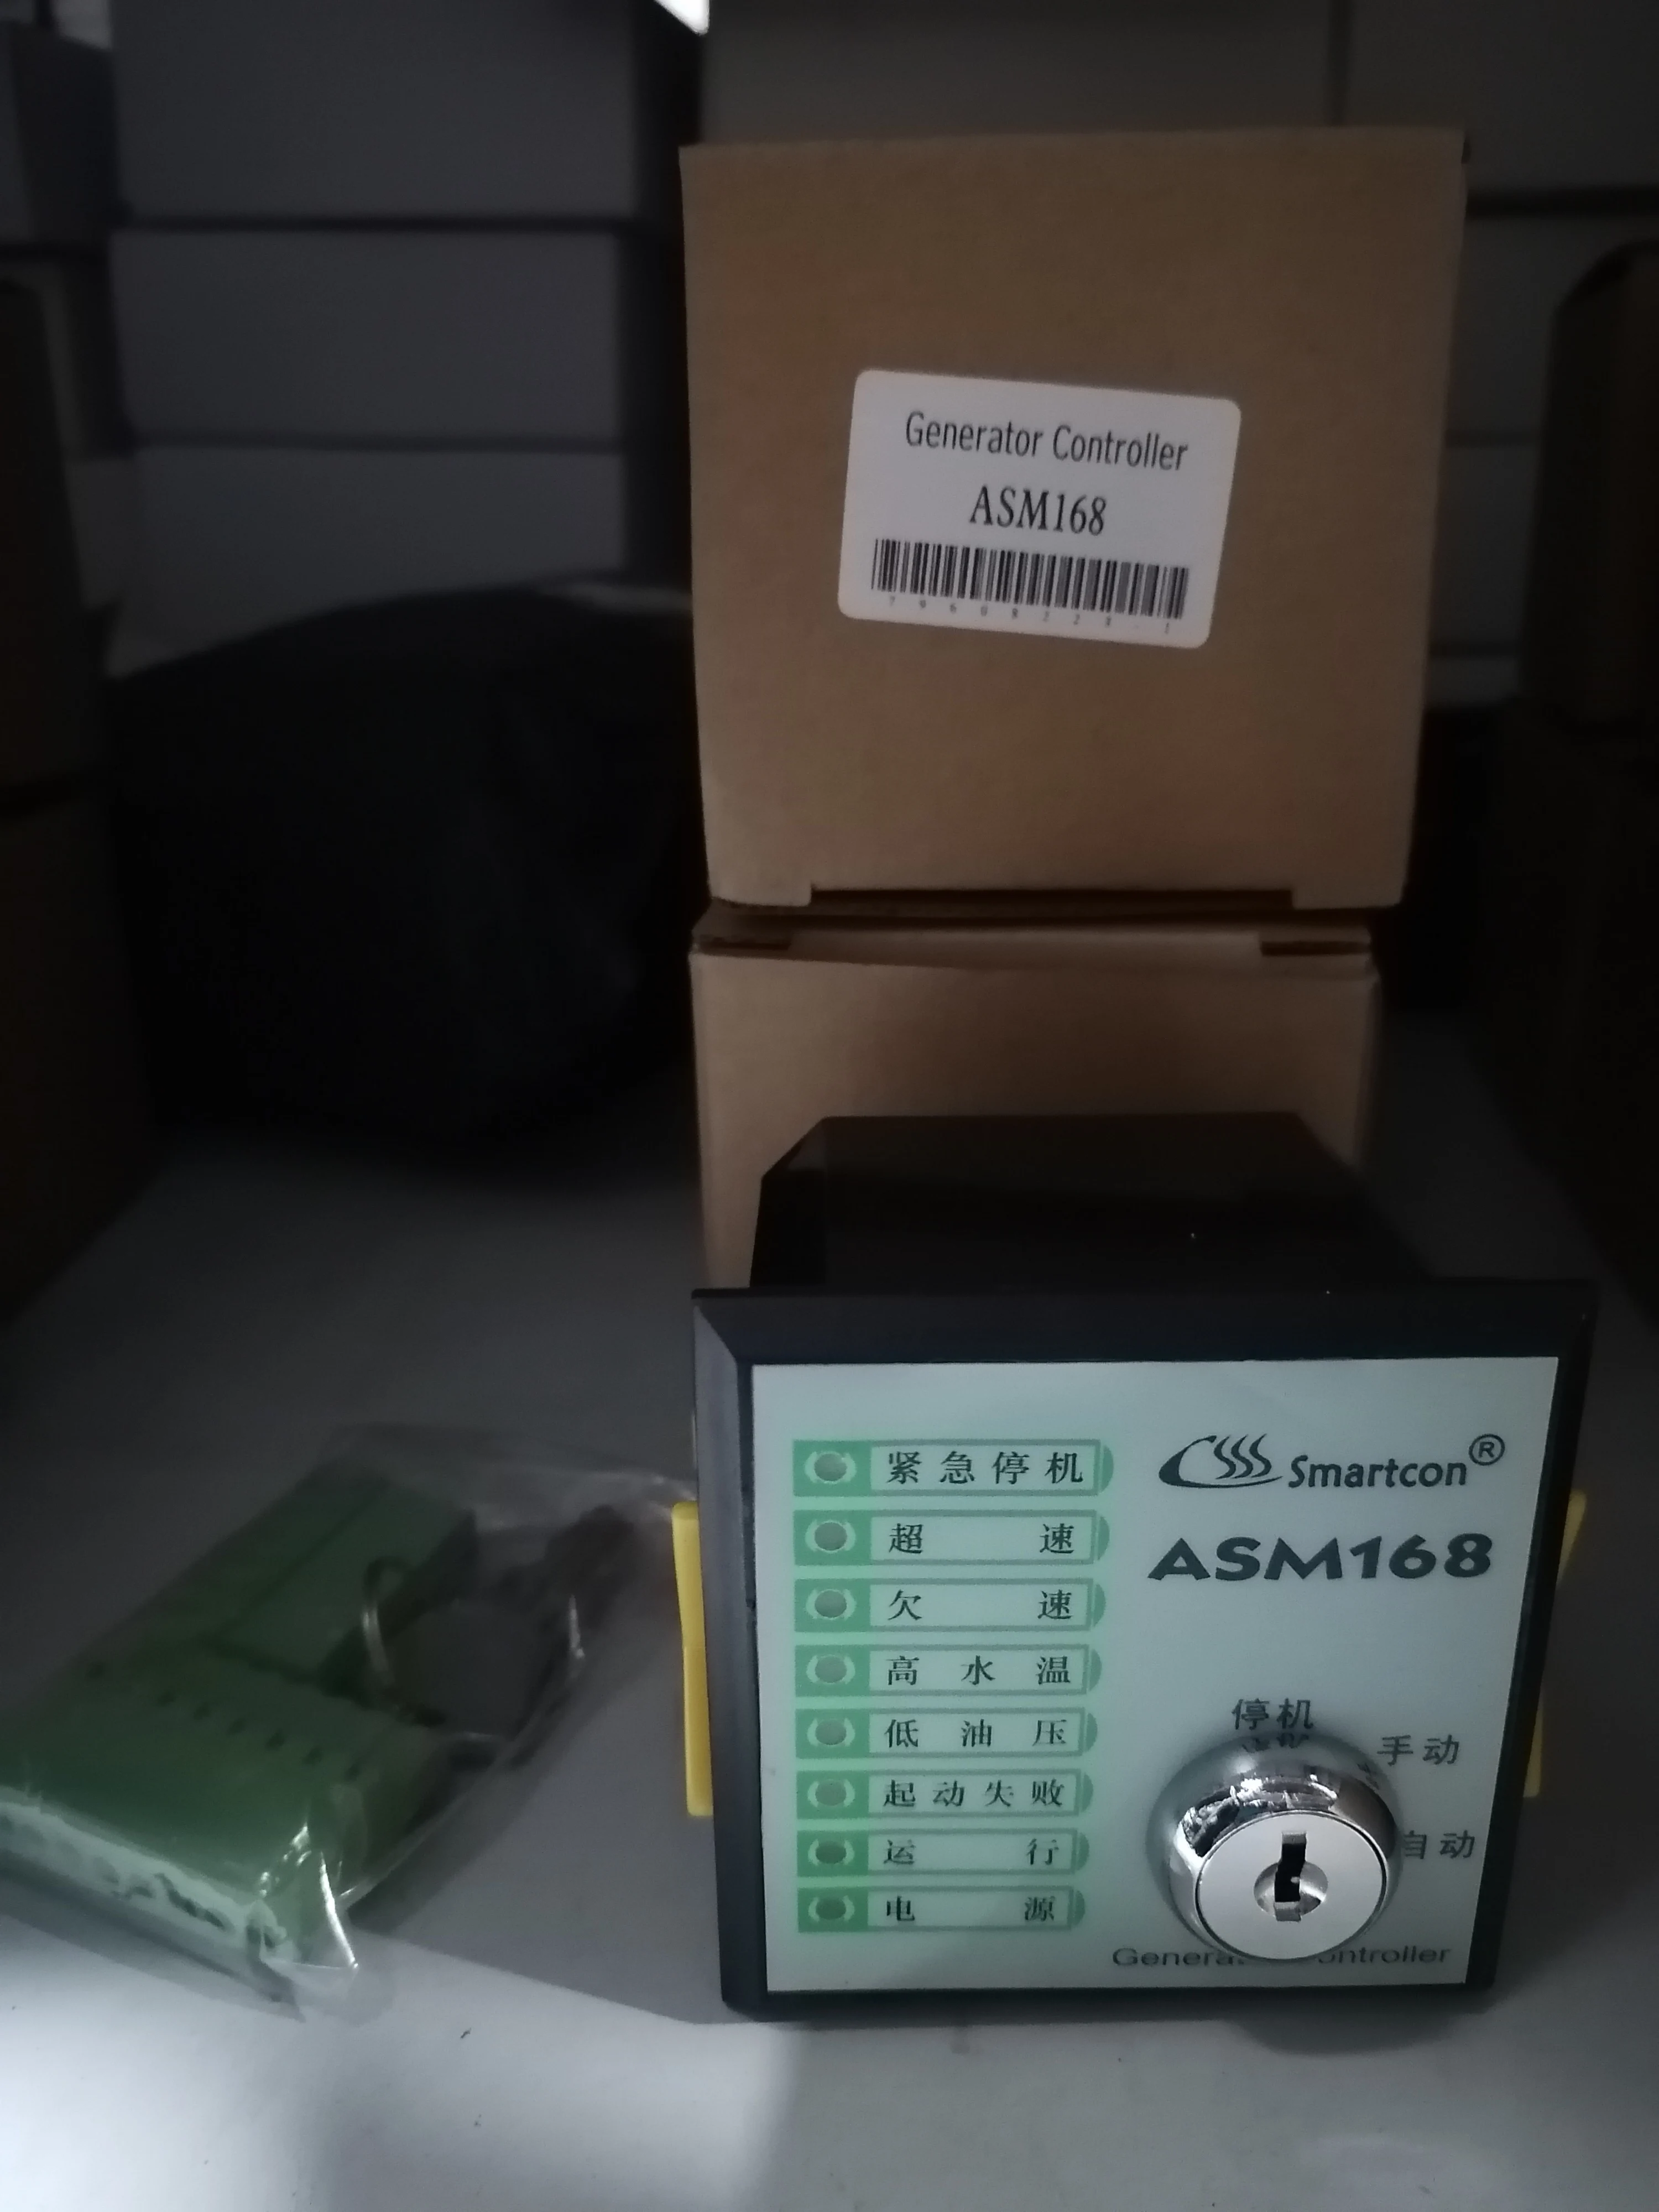 Generator Controller
ASM168
Smartcon®
ASM168
紧急停机
超速
欠速
高水温
低油压
起动失败
运行
电源
停机
手动
自动